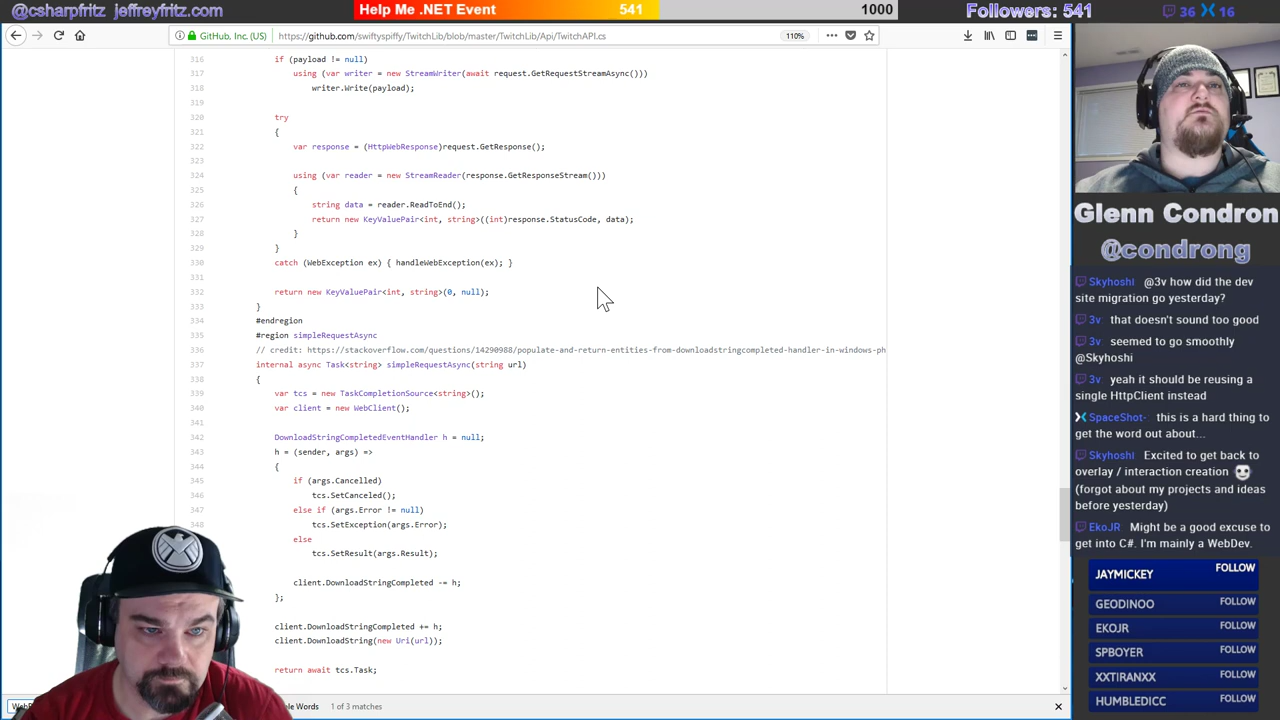 @csharpfritz jeffreyfritz.com
Help Me .NET Event 541 1000
Followers: 541 36 16
GitHub, Inc. (US) https://github.com/swiftyspiffy/TwitchLib/blob/master/TwitchLib/Api/TwitchAPI.cs 110%
316 if (payload != null)
317 using (var writer = new StreamWriter(await request.GetRequestStreamAsync()))
318 writer.Write(payload);
319
320 try
321 {
322 var response = (HttpWebResponse)request.GetResponse();
323
324 using (var reader = new StreamReader(response.GetResponseStream()))
325 {
326 string data = reader.ReadToEnd();
327 return new KeyValuePair<int, string>((int)response.StatusCode, data);
328 }
329 }
330 catch (WebException ex) { handleWebException(ex); }
331
332 return new KeyValuePair<int, string>(0, null);
333 }
334 #endregion
335 #region simpleRequestAsync
336 // credit: https://stackoverflow.com/questions/14290988/populate-and-return-entities-from-downloadstringcompleted-handler-in-windows-ph
337 internal async Task<string> simpleRequestAsync(string url)
338 {
339 var tcs = new TaskCompletionSource<string>();
340 var client = new WebClient();
341
342 DownloadStringCompletedEventHandler h = null;
343 h = (sender, args) =>
344 {
345 if (args.Cancelled)
346 tcs.SetCanceled();
347 else if (args.Error != null)
348 tcs.SetException(args.Error);
else
tcs.SetResult(args.Result);
client.DownloadStringCompleted -= h;
};
client.DownloadStringCompleted += h;
client.DownloadString(new Uri(url));
return await tcs.Task;
1 of 3 matches
Glenn Condron
@condrong
Skyhoshi @3v how did the dev
site migration go yesterday?
3v that doesn't sound too good
3v seemed to go smoothly
@Skyhoshi
3v yeah it should be reusing a
single HttpClient instead
SpaceShot- this is a hard thing to
get the word out about...
Skyhoshi Excited to get back to
overlay / interaction creation
(forgot about my projects and ideas
before yesterday)
EkoJR Might be a good excuse to
get into C#. I'm mainly a WebDev.
JAYMICKEY FOLLOW
GEODINOO FOLLOW
EKOJR FOLLOW
SPBOYER FOLLOW
XXTIRANXX FOLLOW
HUMBLEDICC FOLLOW